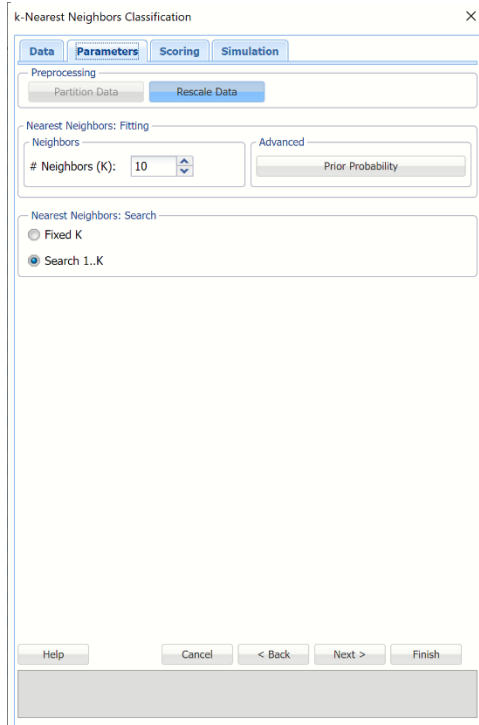 k-Nearest Neighbors Classification
Data Parameters Scoring Simulation
Preprocessing
Partition Data Rescale Data
Nearest Neighbors: Fitting
Neighbors Advanced
# Neighbors (K): 10 Prior Probability
Nearest Neighbors: Search
Fixed K
Search 1..K
Help Cancel < Back Next > Finish